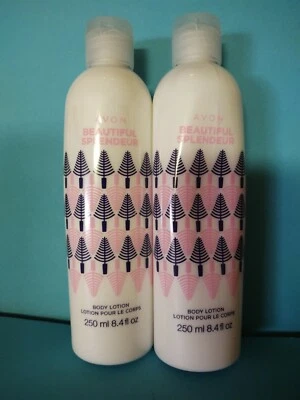 AVON
BEAUTIFUL
SPLENDEUR
BODY LOTION
LOTION POUR LE CORPS
250 ml 8.4 fl oz
AVON
BEAUTIFUL
SPLENDEUR
BODY LOTION
LOTION POUR LE CORPS
250 ml 8.4 fl oz